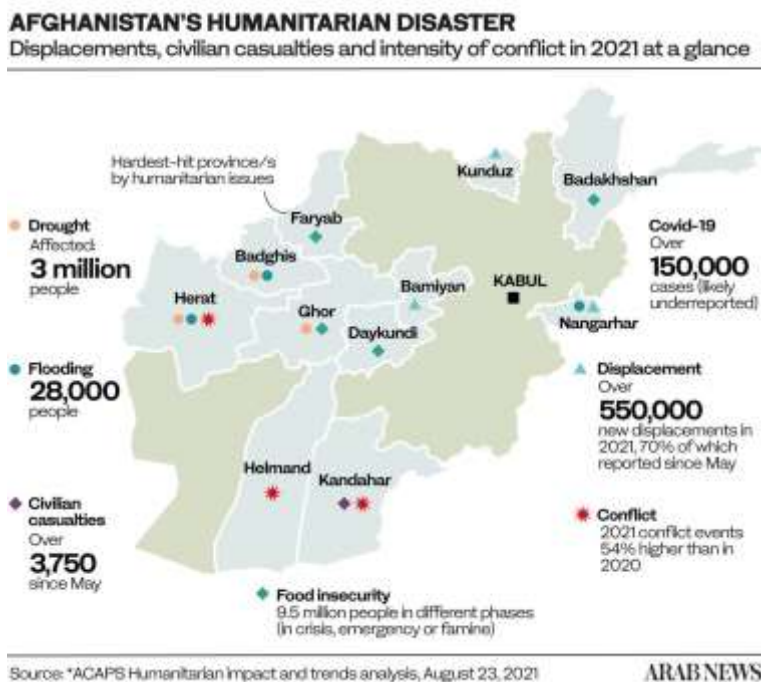 AFGHANISTAN'S HUMANITARIAN DISASTER
Displacements, civilian casualties and intensity of conflict in 2021 at a glance
Hardest-hit province/s
by humanitarian issues
Kunduz
Badakhshan
Faryab
Badghis
Herat
Ghor
Bamiyan
Daykundi
KABUL
Nangarhar
Helmand
Kandahar
Drought
Affected:
3 million
people
Flooding
28,000
people
Civilian
casualties
Over
3,750
since May
Covid-19
Over
150,000
cases (likely
underreported)
Displacement
Over
550,000
new displacements in
2021, 70% of which
reported since May
Conflict
2021 conflict events
54% higher than in
2020
Food insecurity
9.5 million people in different phases
(in crisis, emergency or famine)
Source: *ACAPS Humanitarian impact and trends analysis, August 23, 2021
ARAB NEWS